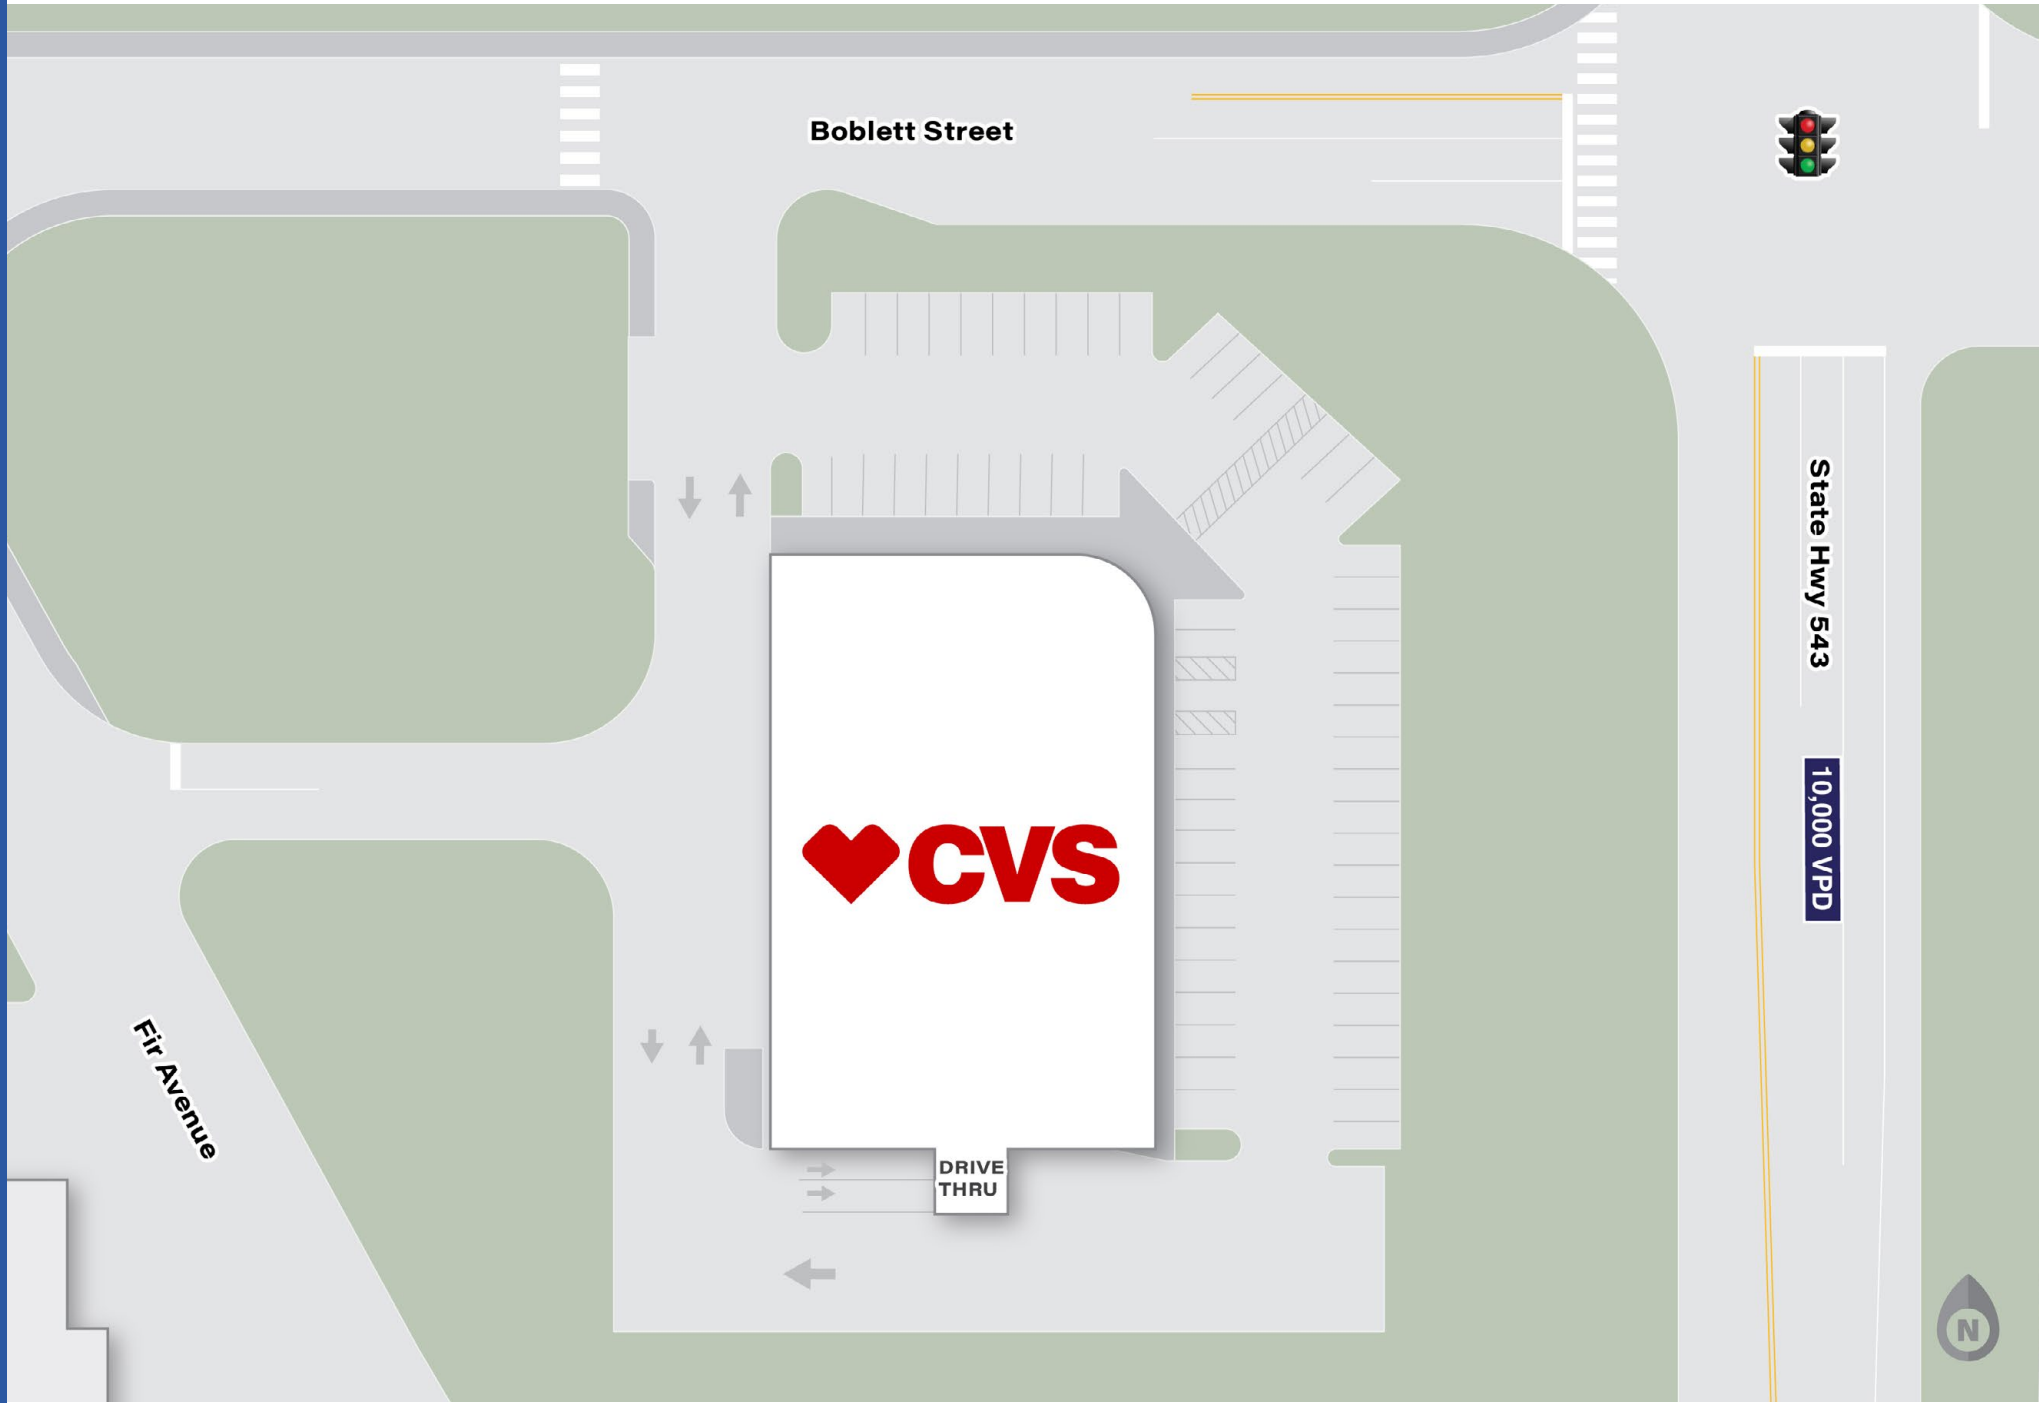 Boblett Street
State Hwy 543
10,000 VPD
CVS
Fir Avenue
DRIVE
THRU
N